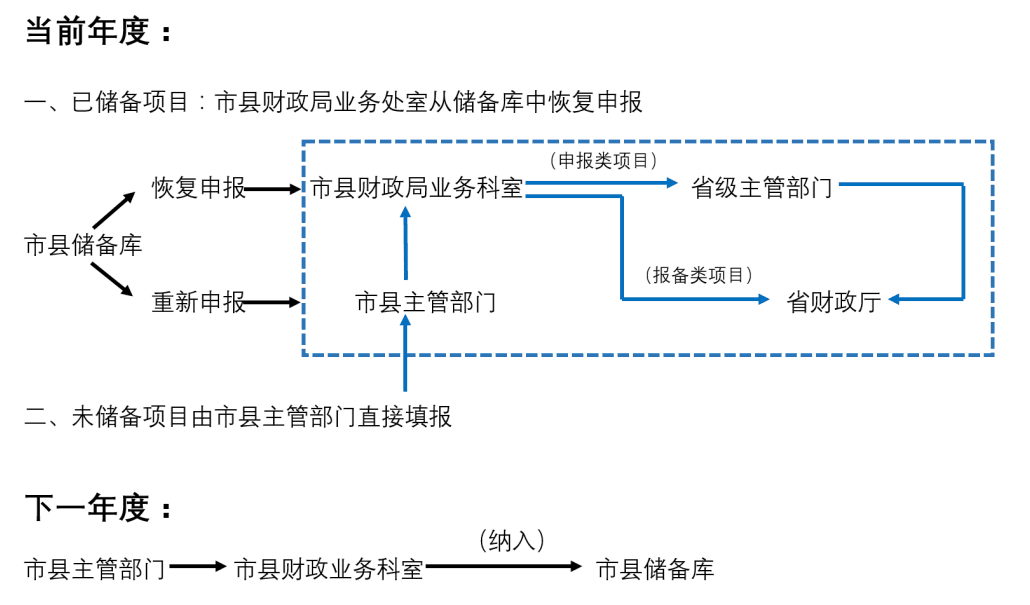 当前年度：
一、已储备项目：市县财政局业务处室从储备库中恢复申报
（申报类项目）
恢复申报 市县财政局业务科室 省级主管部门
市县储备库
（报备类项目）
重新申报 市县主管部门 省财政厅
二、未储备项目由市县主管部门直接填报
下一年度：
（纳入）
市县主管部门 市县财政业务科室 市县储备库